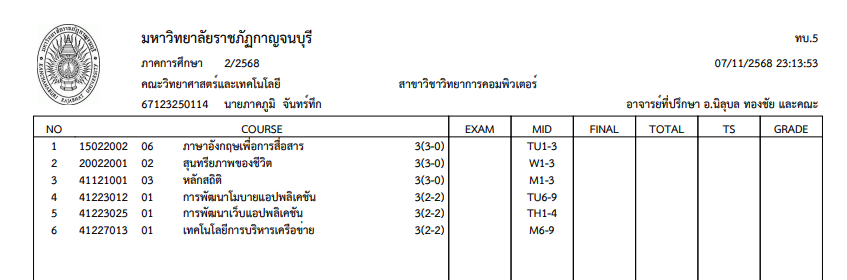 มหาวิทยาลัยราชภัฏกาญจนบุรี ทบ.5
ภาคการศึกษา 2/2568 07/11/2568 23:13:53
คณะวิทยาศาสตร์และเทคโนโลยี สาขาวิชาวิทยาการคอมพิวเตอร์
67123250114 นายภาคภูมิ จันทร์ทึก อาจารย์ที่ปรึกษา อ.นิลุบล ทองชัย และคณะ
NO COURSE EXAM MID FINAL TOTAL TS GRADE
1 15022002 06 ภาษาอังกฤษเพื่อการสื่อสาร 3(3-0) TU1-3
2 20022001 02 สุนทรียภาพของชีวิต 3(3-0) W1-3
3 41121001 03 หลักสถิติ 3(3-0) M1-3
4 41223012 01 การพัฒนาโมบายแอปพลิเคชัน 3(2-2) TU6-9
5 41223025 01 การพัฒนาเว็บแอปพลิเคชัน 3(2-2) TH1-4
6 41227013 01 เทคโนโลยีการบริหารเครือข่าย 3(2-2) M6-9